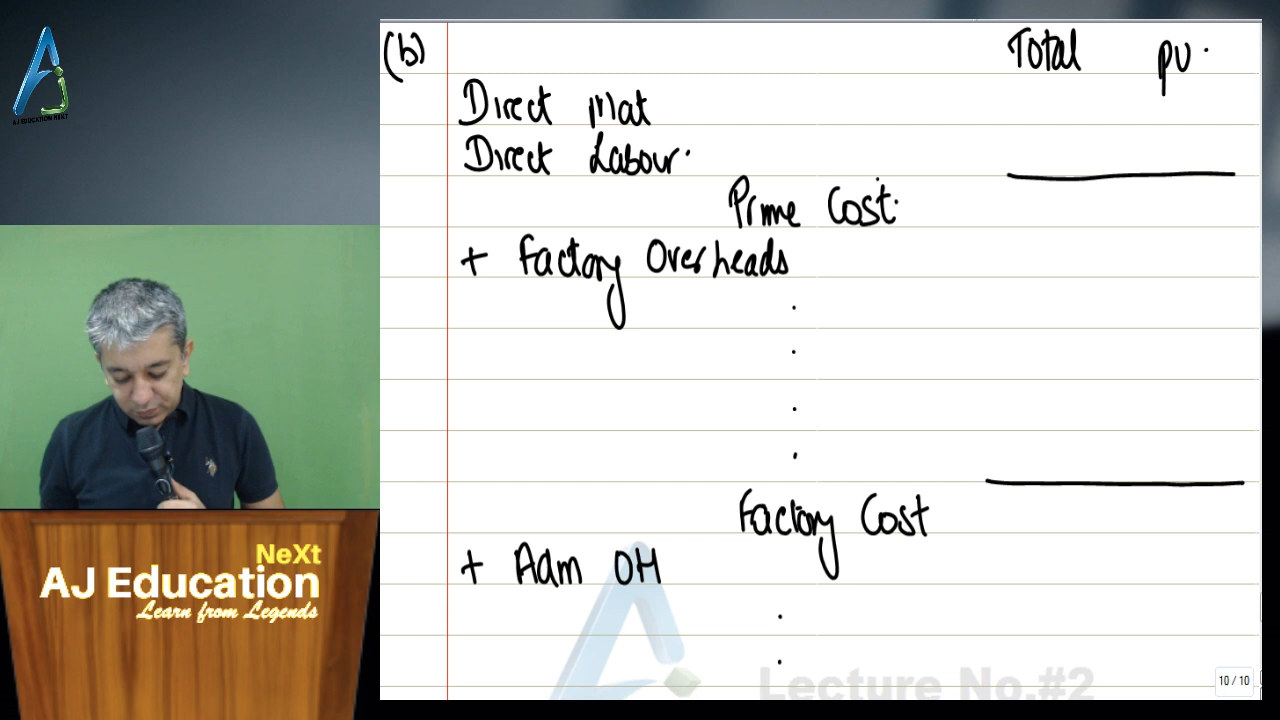 AJ EDUCATION NEXT
(b)
Total pu.
Direct Mat
Direct Labour.
Prime Cost.
+ Factory Overheads
.
.
.
.
Factory Cost
+ Adm OH
.
.
Lecture No.#2
10 / 10
NeXt
AJ Education
Learn from Legends